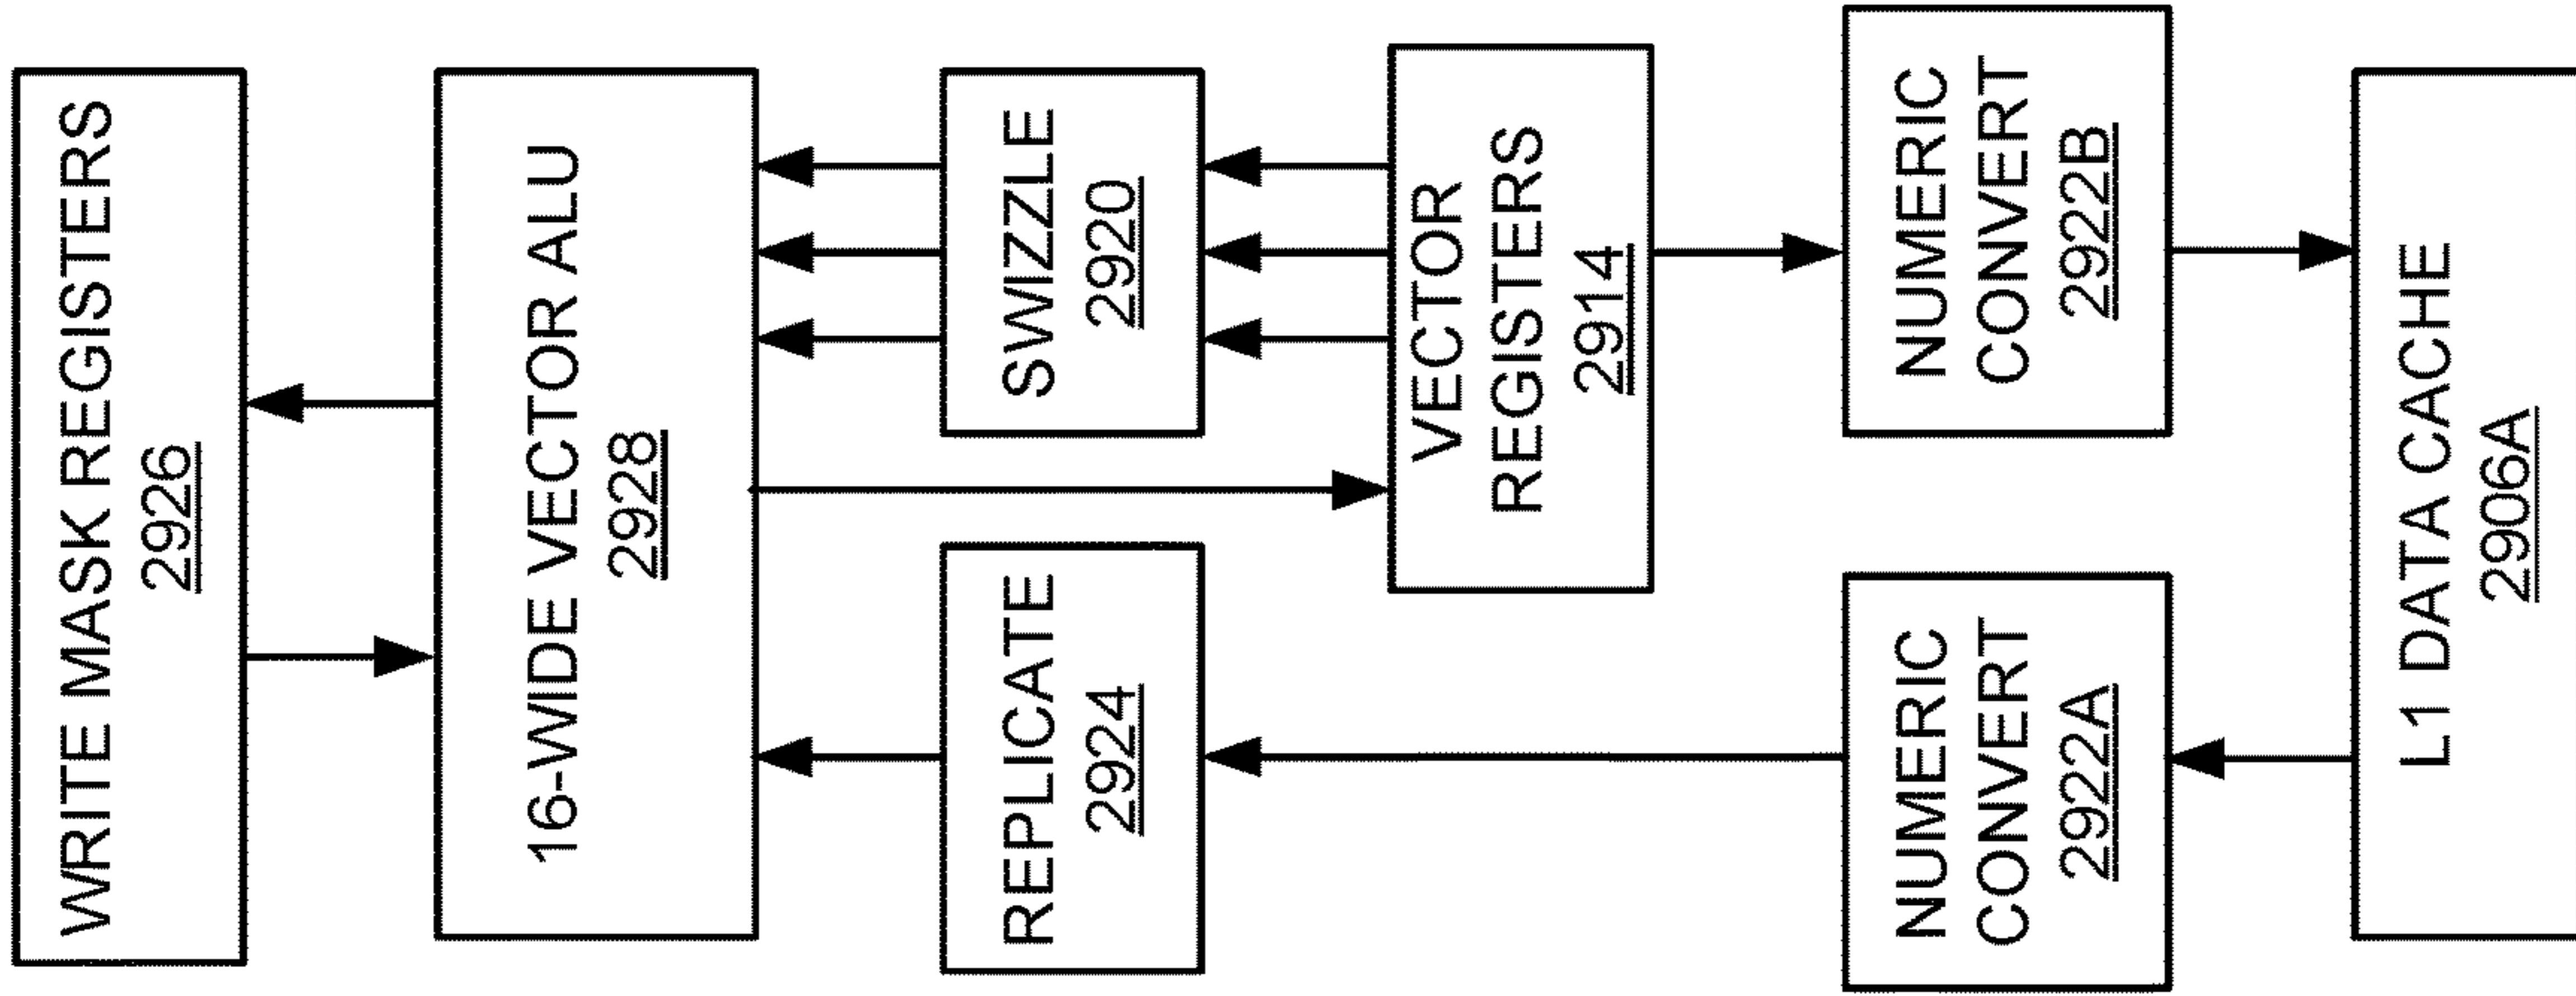 WRITE MASK REGISTERS
2926
16-WIDE VECTOR ALU
2928
REPLICATE
2924
SWIZZLE
2920
VECTOR
REGISTERS
2914
NUMERIC
CONVERT
2922A
NUMERIC
CONVERT
2922B
L1 DATA CACHE
2906A